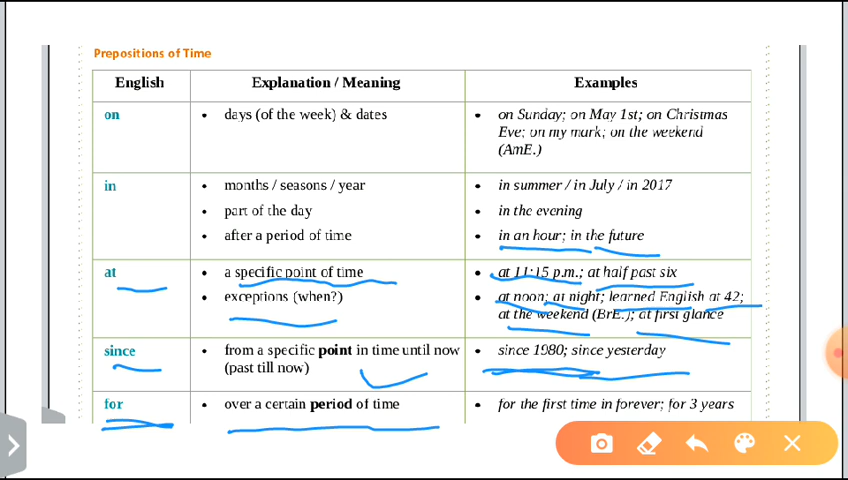 Prepositions of Time
English Explanation / Meaning Examples
on • days (of the week) & dates • on Sunday; on May 1st; on Christmas
Eve; on my mark; on the weekend
(AmE.)
in • months / seasons / year • in summer / in July / in 2017
• part of the day • in the evening
• after a period of time • in an hour; in the future
at • a specific point of time • at 11:15 p.m.; at half past six
• exceptions (when?) • at noon; at night; learned English at 42;
at the weekend (BrE.); at first glance
since • from a specific point in time until now • since 1980; since yesterday
(past till now)
for • over a certain period of time • for the first time in forever; for 3 years